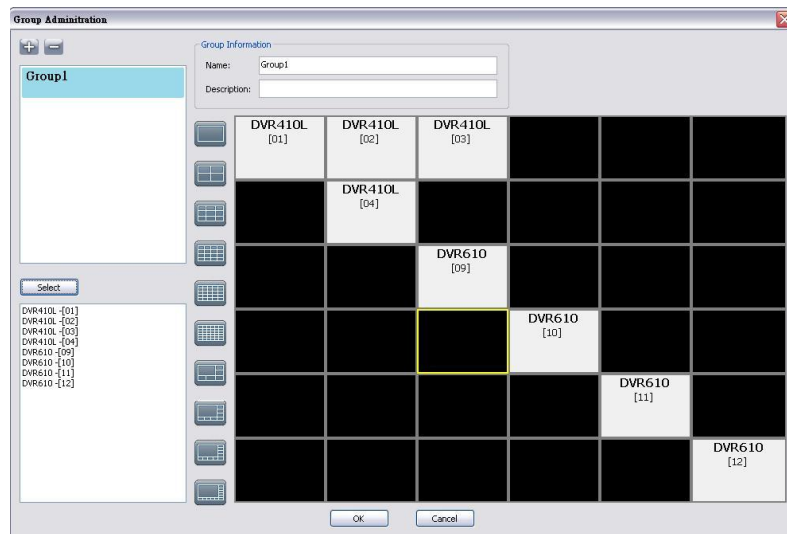 Group Adminitration
Group Information
Name: Group1
Description:
Group1
DVR410L
[01]
DVR410L
[02]
DVR410L
[03]
DVR410L
[04]
DVR610
[09]
DVR610
[10]
DVR610
[11]
DVR610
[12]
Select
DVR410L -[01]
DVR410L -[02]
DVR410L -[03]
DVR410L -[04]
DVR610 -[09]
DVR610 -[10]
DVR610 -[11]
DVR610 -[12]
OK
Cancel